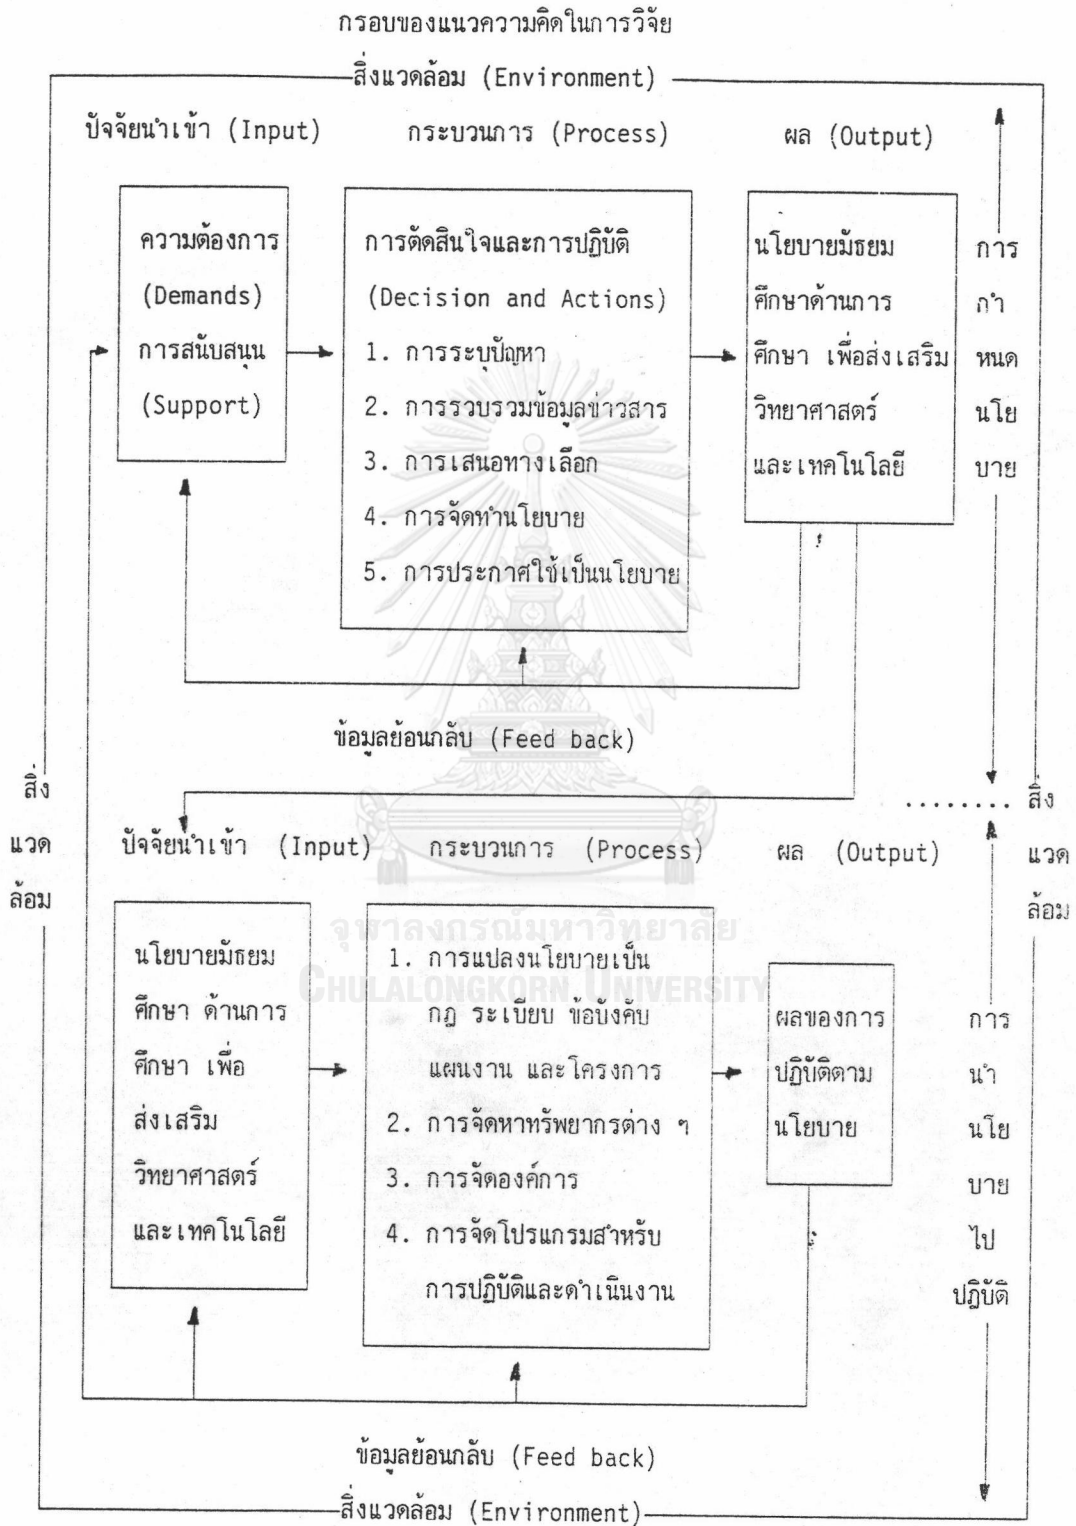 กรอบของแนวความคิดในการวิจัย
สิ่งแวดล้อม (Environment)
ปัจจัยนำเข้า (Input)
กระบวนการ (Process)
ผล (Output)
ความต้องการ
(Demands)
การสนับสนุน
(Support)
การตัดสินใจและการปฏิบัติ
(Decision and Actions)
1. การระบุปัญหา
2. การรวบรวมข้อมูลข่าวสาร
3. การเสนอทางเลือก
4. การจัดทำนโยบาย
5. การประกาศใช้เป็นนโยบาย
นโยบายมัธยม
ศึกษาด้านการ
ศึกษา เพื่อส่งเสริม
วิทยาศาสตร์
และเทคโนโลยี
การ
กำ
หนด
นโย
บาย
ข้อมูลย้อนกลับ (Feed back)
สิ่ง
แวด
ล้อม
........ สิ่ง
แวด
ล้อม
ปัจจัยนำเข้า (Input)
กระบวนการ (Process)
ผล (Output)
นโยบายมัธยม
ศึกษา ด้านการ
ศึกษา เพื่อ
ส่งเสริม
วิทยาศาสตร์
และเทคโนโลยี
1. การแปลงนโยบายเป็น
กฎ ระเบียบ ข้อบังคับ
แผนงาน และโครงการ
2. การจัดหาทรัพยากรต่าง ๆ
3. การจัดองค์การ
4. การจัดโปรแกรมสำหรับ
การปฏิบัติและดำเนินงาน
ผลของการ
ปฏิบัติตาม
นโยบาย
การ
นำ
นโย
บาย
ไป
ปฏิบัติ
ข้อมูลย้อนกลับ (Feed back)
สิ่งแวดล้อม (Environment)
จุฬาลงกรณ์มหาวิทยาลัย
CHULALONGKORN UNIVERSITY